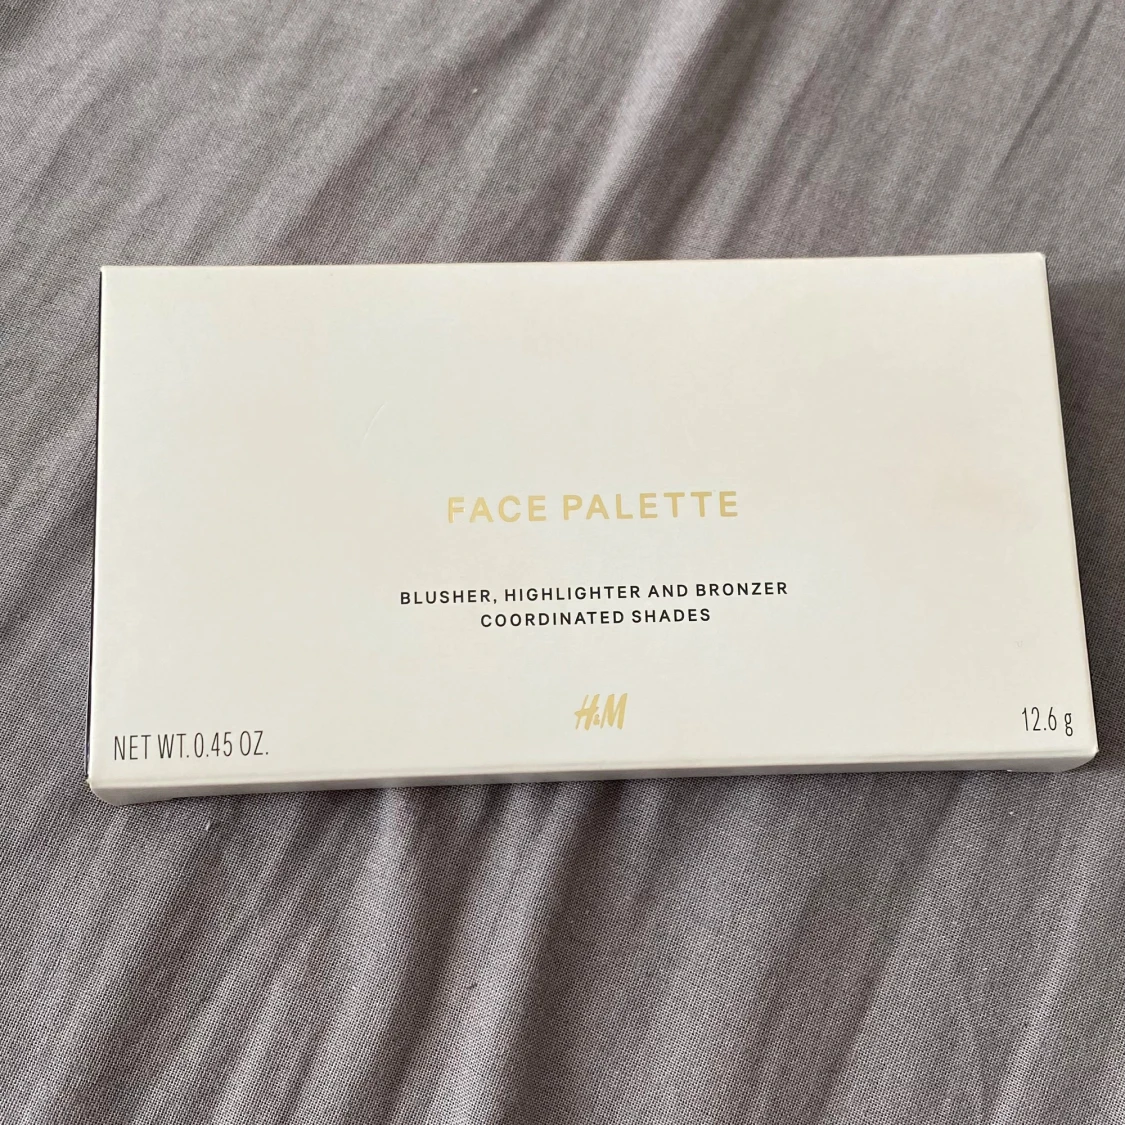 FACE PALETTE
BLUSHER, HIGHLIGHTER AND BRONZER
COORDINATED SHADES
H&M
NET WT. 0.45 OZ.
12.6 g